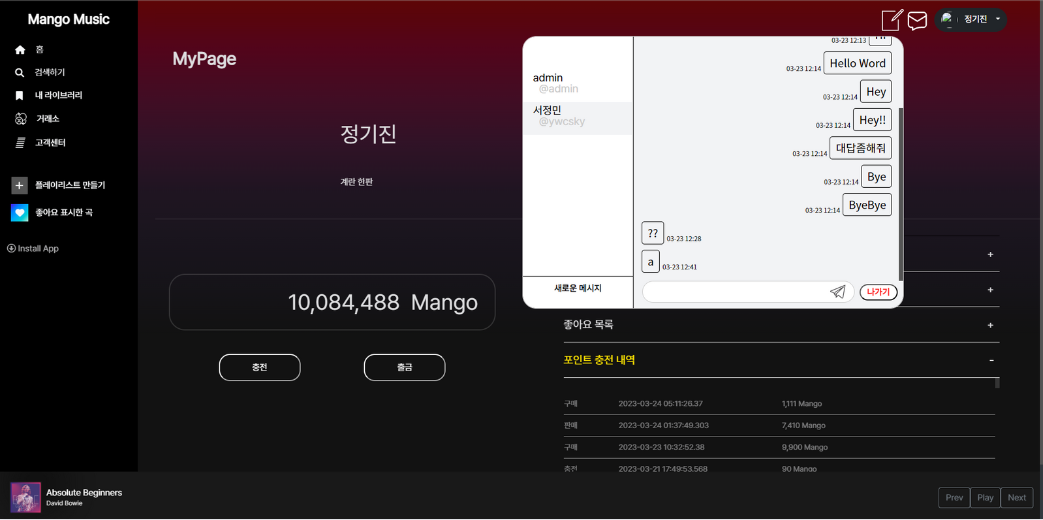 Mango Music
홈
검색하기
내 라이브러리
거래소
고객센터
플레이리스트 만들기
좋아요 표시한 곡
Install App
정기진
MyPage
정기진
계란 한판
10,084,488 Mango
충전
출금
admin
@admin
서정민
@ywcsky
새로운 메시지
03-23 12:13
03-23 12:14 Hello Word
03-23 12:14 Hey
03-23 12:14 Hey!!
03-23 12:14 대답좀해줘
03-23 12:14 Bye
03-23 12:14 ByeBye
?? 03-23 12:28
a 03-23 12:41
나가기
+
+
좋아요 목록 +
포인트 충전 내역 -
구매 2023-03-24 05:11:26.37 1,111 Mango
판매 2023-03-24 01:37:49.303 7,410 Mango
구매 2023-03-23 10:32:52.38 9,900 Mango
충전 2023-03-21 17:49:53.568 90 Mango
Absolute Beginners
David Bowie
Prev Play Next